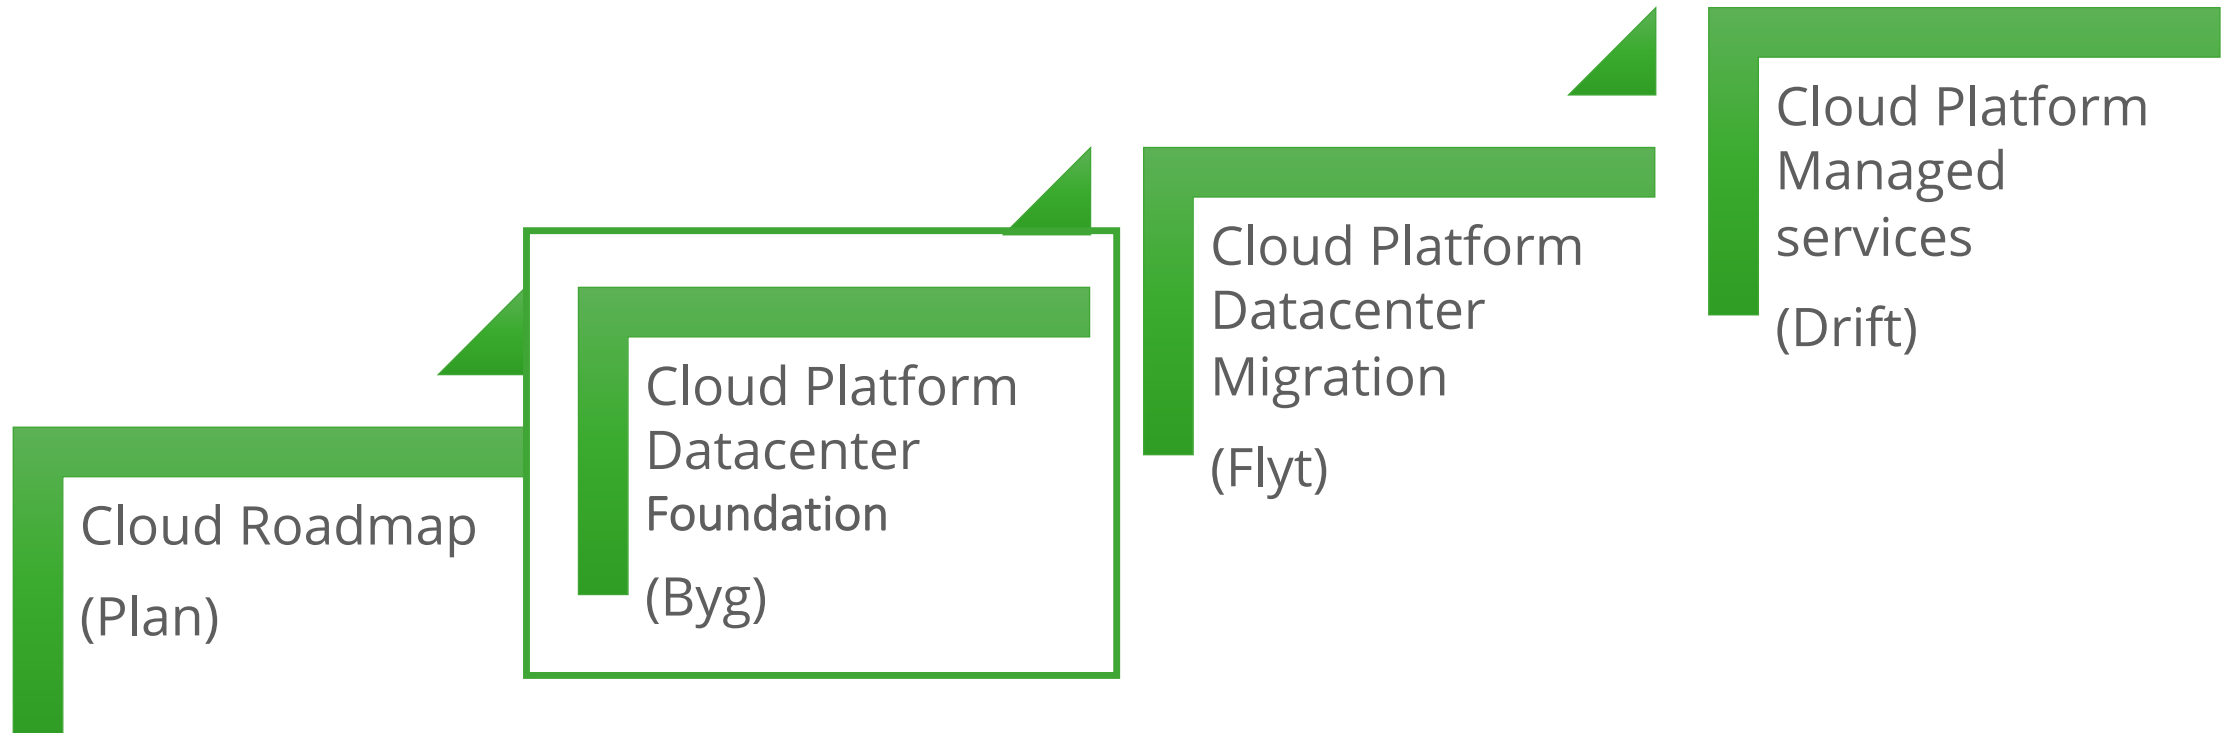 Cloud Roadmap
(Plan)
Cloud Platform
Datacenter
Foundation
(Byg)
Cloud Platform
Datacenter
Migration
(Flyt)
Cloud Platform
Managed
services
(Drift)